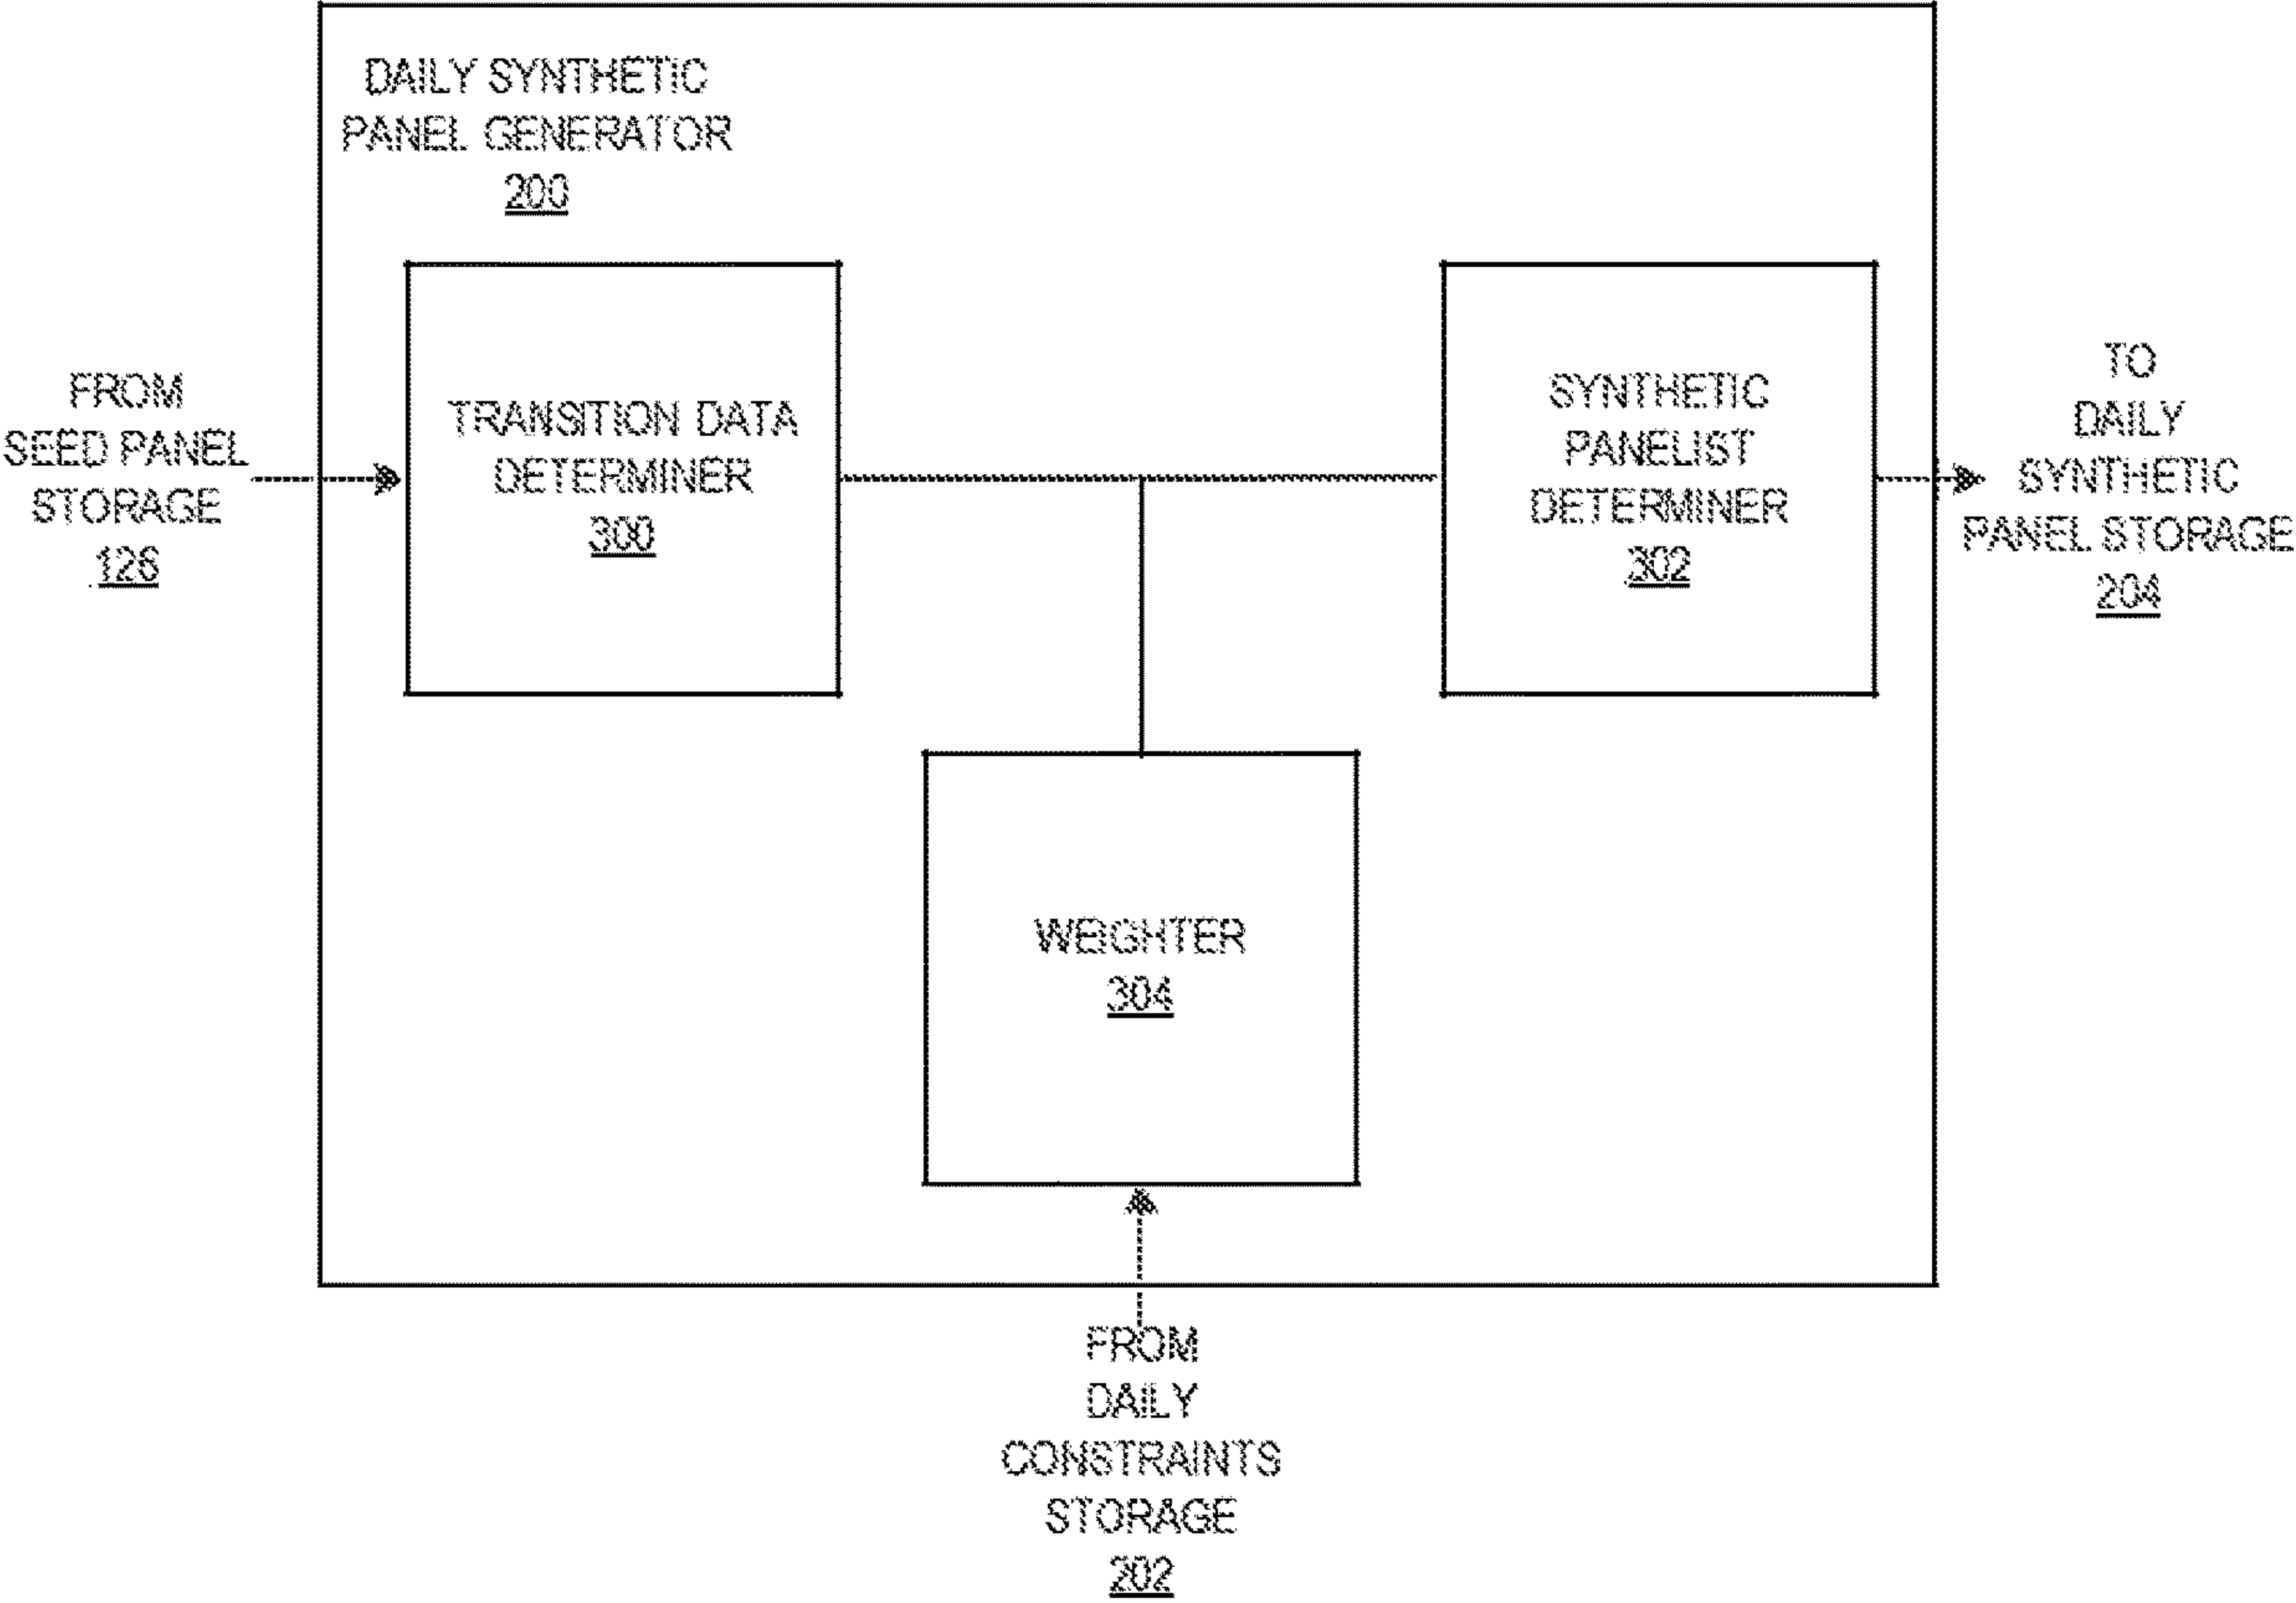 DAILY SYNTHETIC
PANEL GENERATOR
200
FROM
SEED PANEL
STORAGE
126
TRANSITION DATA
DETERMINER
300
SYNTHETIC
PANELIST
DETERMINER
302
TO
DAILY
SYNTHETIC
PANEL STORAGE
204
WEIGHTER
304
FROM
DAILY
CONSTRAINTS
STORAGE
202